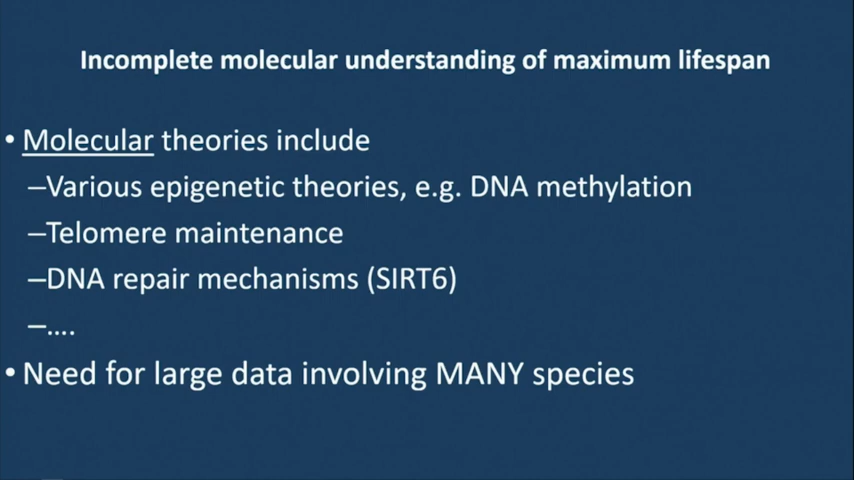 Incomplete molecular understanding of maximum lifespan
• Molecular theories include
–Various epigenetic theories, e.g. DNA methylation
–Telomere maintenance
–DNA repair mechanisms (SIRT6)
–....
• Need for large data involving MANY species